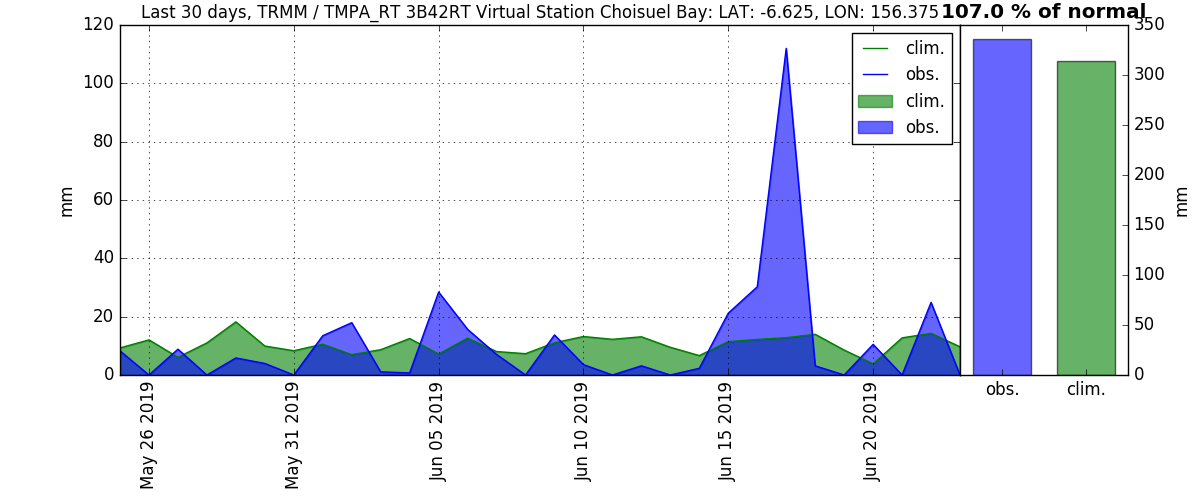 Last 30 days, TRMM / TMPA_RT 3B42RT Virtual Station Choisuel Bay: LAT: -6.625, LON: 156.375
107.0 % of normal
120
100
80
60
40
20
0
mm
clim.
obs.
clim.
obs.
May 26 2019
May 31 2019
Jun 05 2019
Jun 10 2019
Jun 15 2019
Jun 20 2019
350
300
250
200
150
100
50
0
mm
obs.
clim.